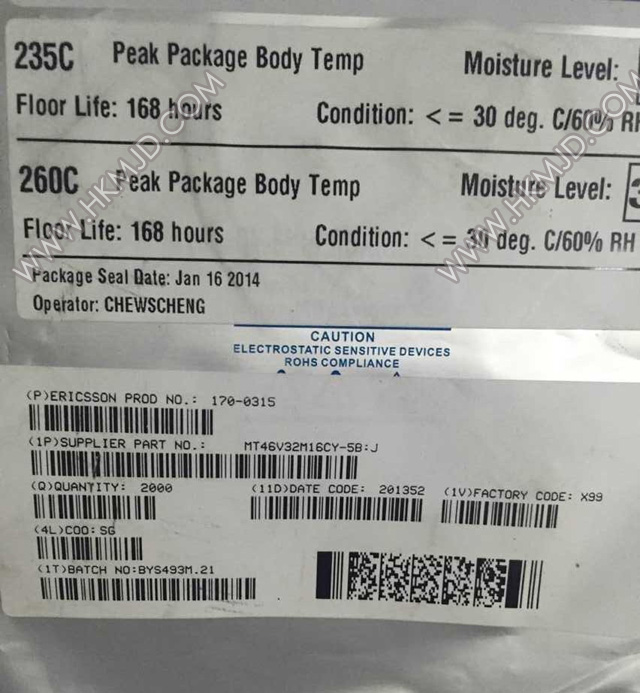 235C Peak Package Body Temp Moisture Level:
Floor Life: 168 hours Condition: < = 30 deg. C/60% RH
260C Peak Package Body Temp Moisture Level: 3
Floor Life: 168 hours Condition: < = 30 deg. C/60% RH
Package Seal Date: Jan 16 2014
Operator: CHEWSCHENG
CAUTION
ELECTROSTATIC SENSITIVE DEVICES
ROHS COMPLIANCE
(P)ERICSSON PROD NO.: 170-0315
(1P)SUPPLIER PART NO.: MT46V32M16CY-5B:J
(Q)QUANTITY: 2000 (11D)DATE CODE: 201352 (1V)FACTORY CODE: X99
(4L)COO:SG
(1T)BATCH NO:BYS493M.21
WWW.HKMJD.COM
WWW.HKMJD.COM